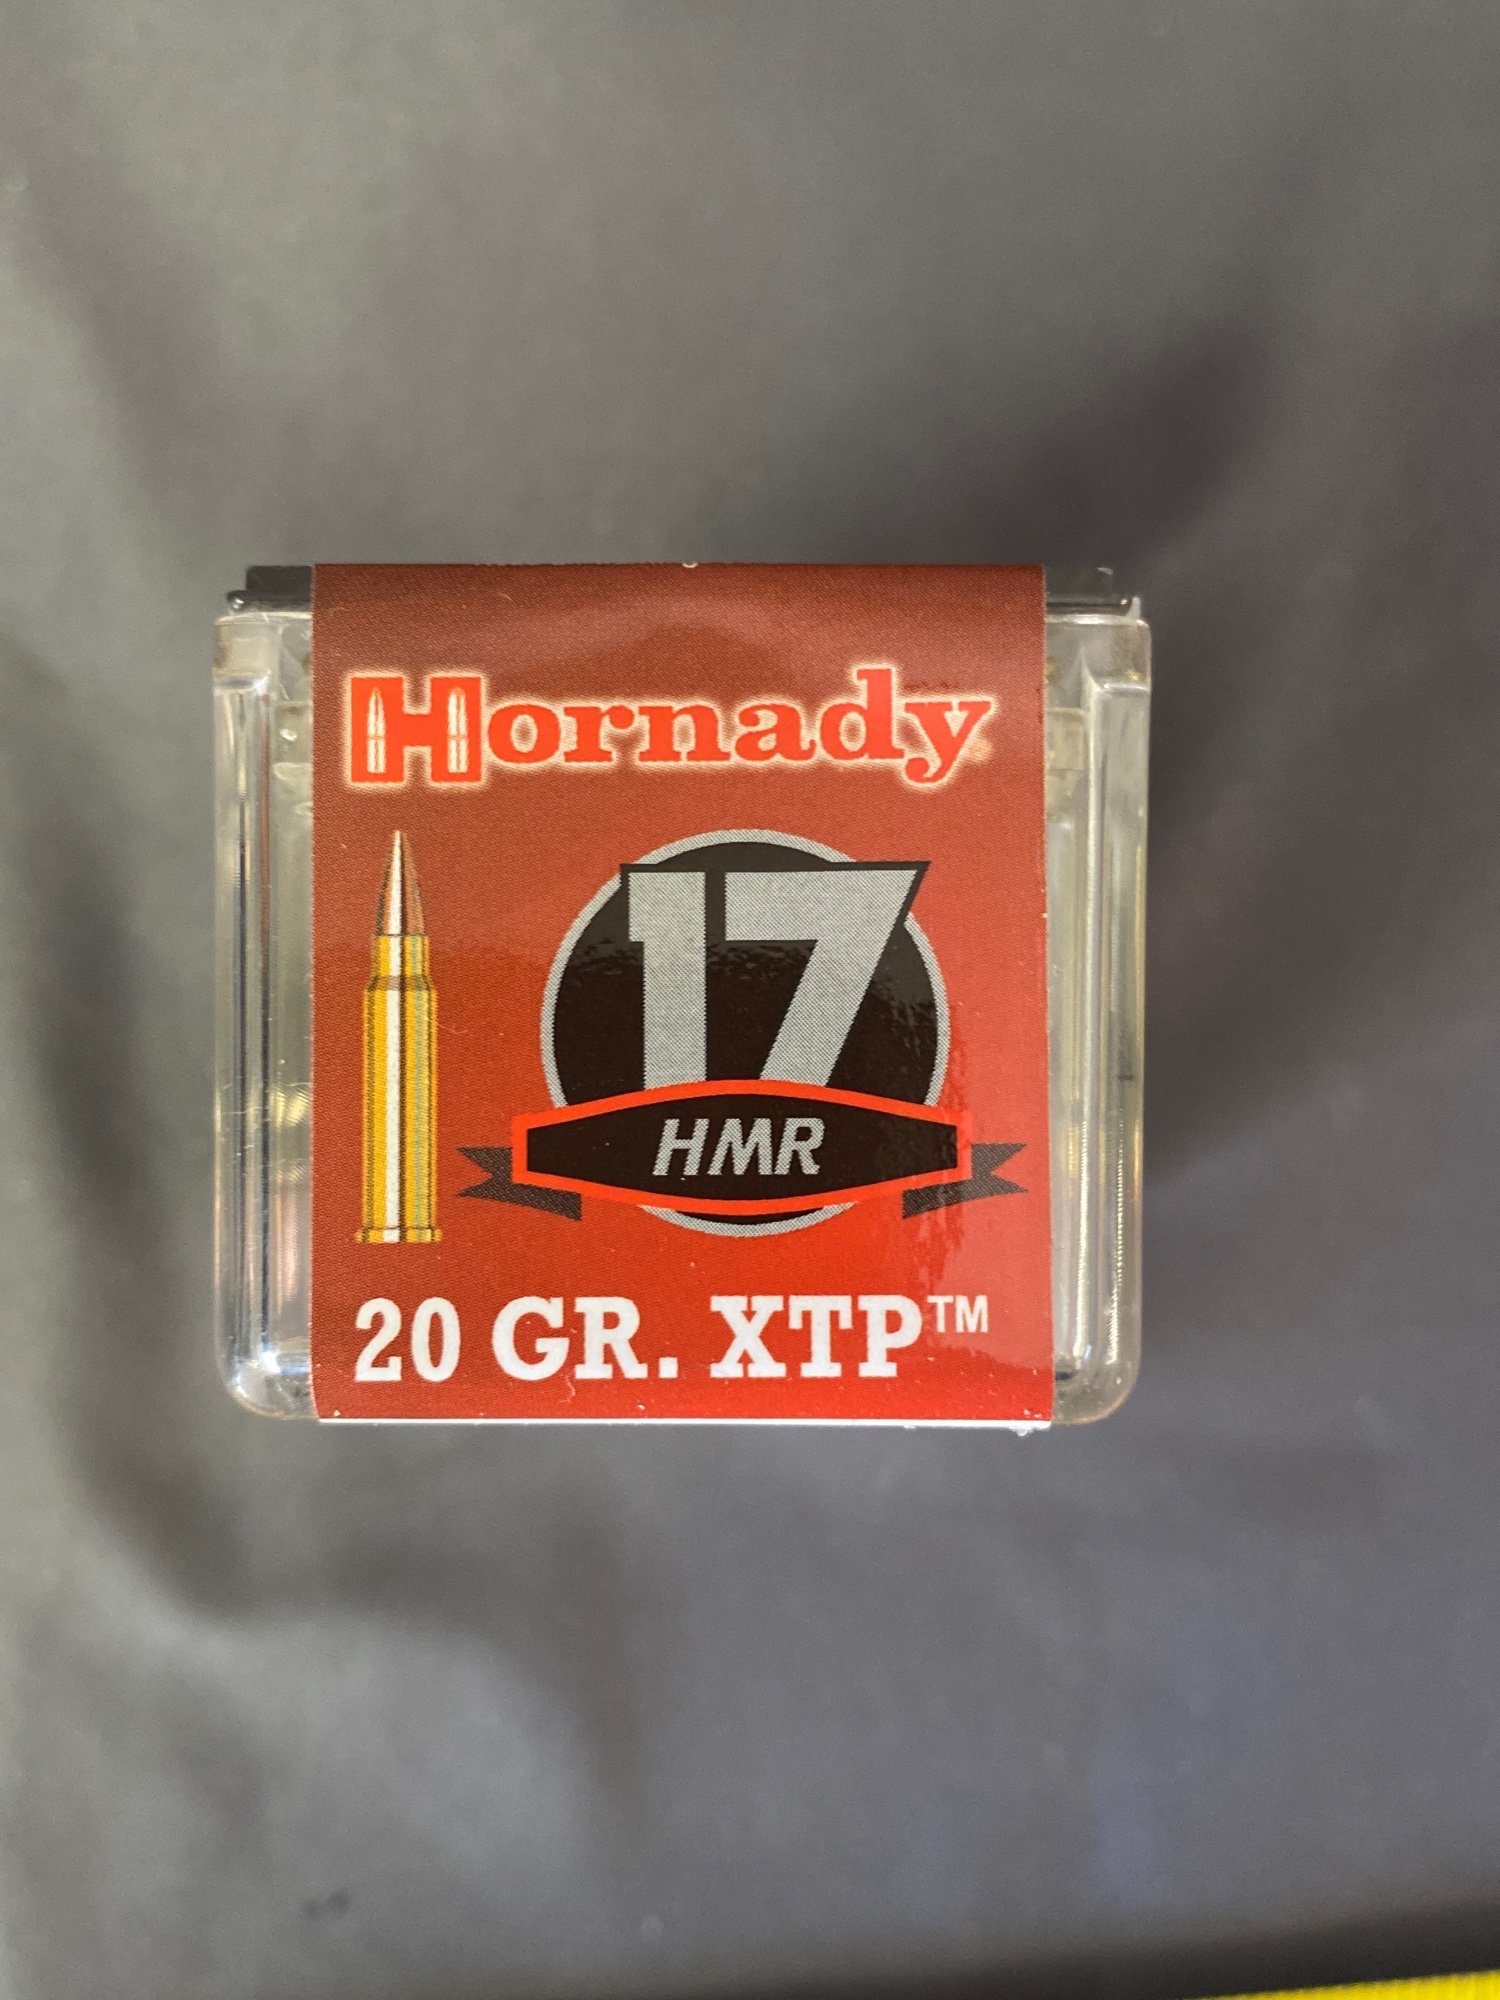 Hornady
17
HMR
20 GR. XTP™